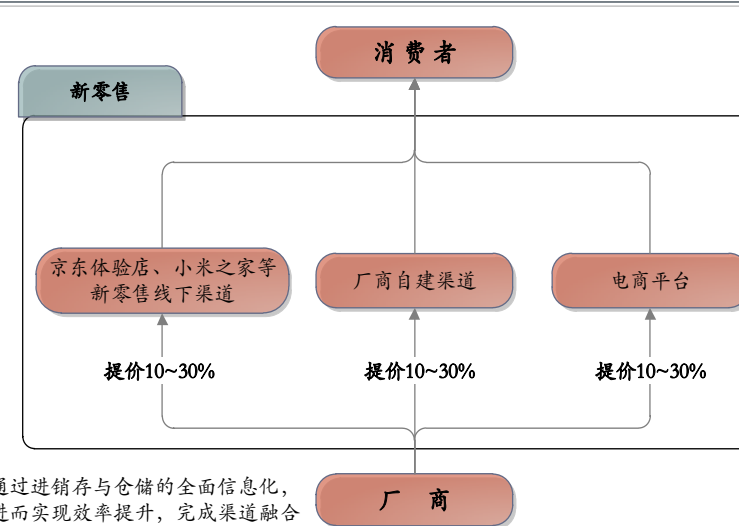 消费者
新零售
京东体验店、小米之家等
新零售线下渠道
厂商自建渠道
电商平台
提价10~30%
提价10~30%
提价10~30%
通过进销存与仓储的全面信息化，
进而实现效率提升，完成渠道融合
厂 商